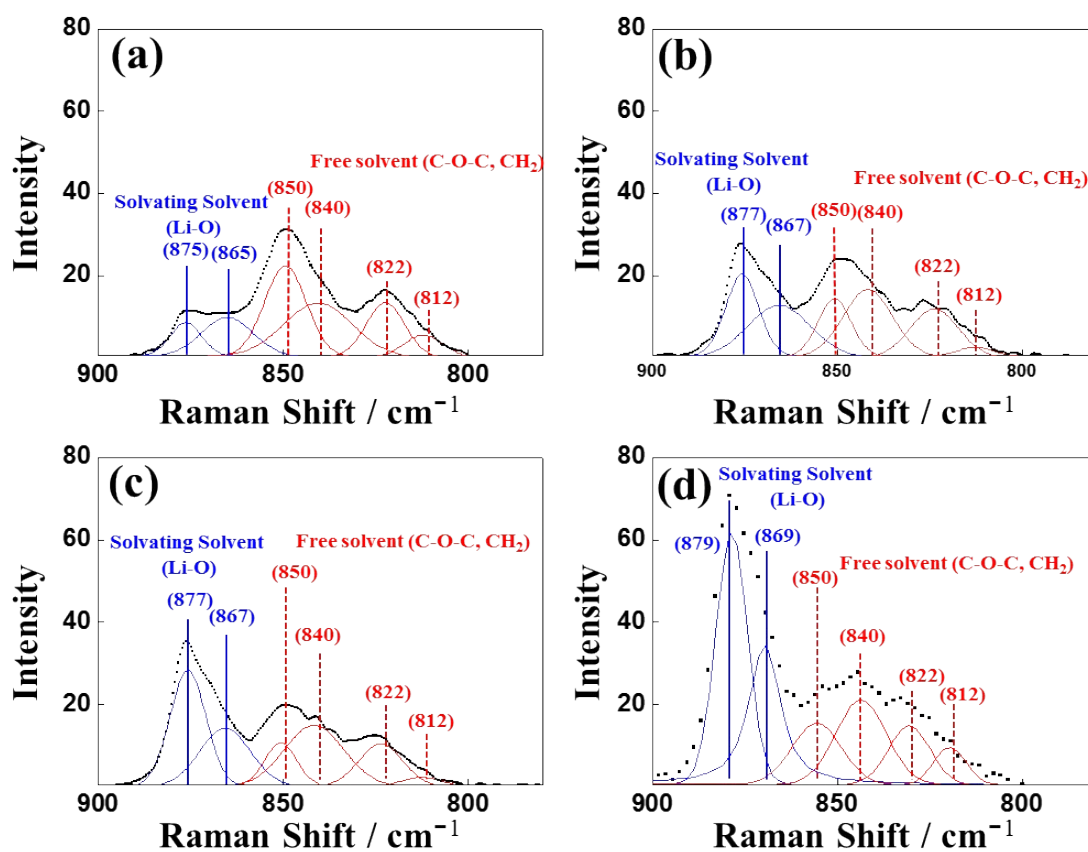 (a)
80
60
40
20
Intensity
Free solvent (C-O-C, CH₂)
(850)
(840)
Solvating Solvent
(Li-O)
(875) (865)
(822)
(812)
900 850 800
Raman Shift / cm⁻¹
(b)
80
60
40
20
Intensity
Solvating Solvent
(Li-O)
Free solvent (C-O-C, CH₂)
(877) (867)
(850) (840)
(822)
(812)
900 850 800
Raman Shift / cm⁻¹
(c)
80
60
40
20
Intensity
Solvating Solvent
(Li-O)
Free solvent (C-O-C, CH₂)
(877) (867)
(850)
(840)
(822)
(812)
900 850 800
Raman Shift / cm⁻¹
(d)
80
60
40
20
Intensity
Solvating Solvent
(Li-O)
(879) (869)
Free solvent (C-O-C, CH₂)
(850)
(840)
(822)
(812)
900 850 800
Raman Shift / cm⁻¹